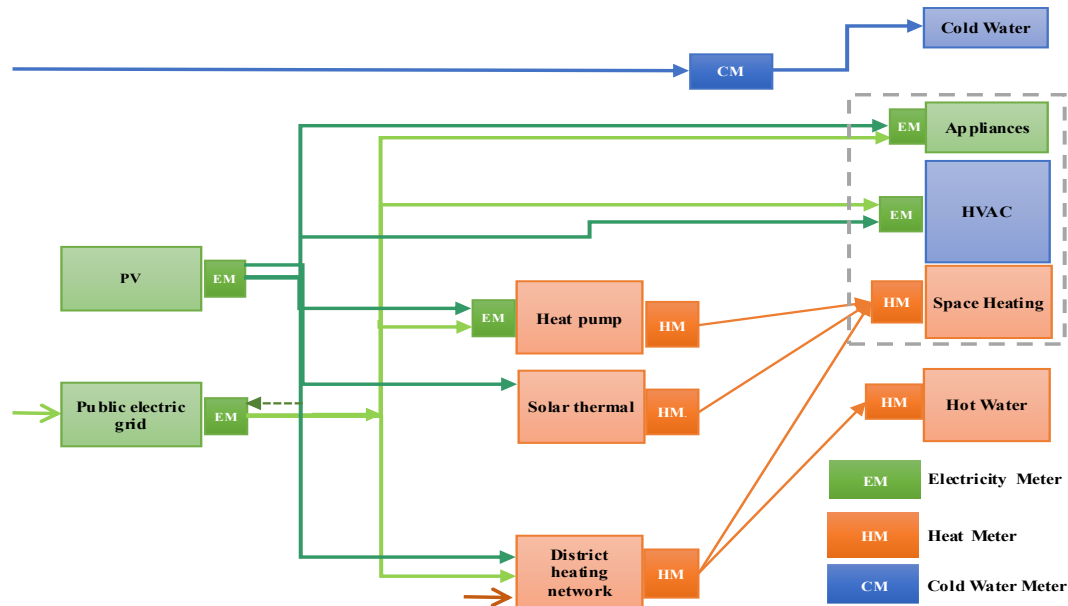 Cold Water
CM
EM
Appliances
EM
HVAC
PV
EM
HM
Space Heating
EM
Heat pump
HM
Public electric
grid
EM
Solar thermal
HM
HM
Hot Water
EM
Electricity Meter
HM
Heat Meter
District
heating
network
HM
CM
Cold Water Meter